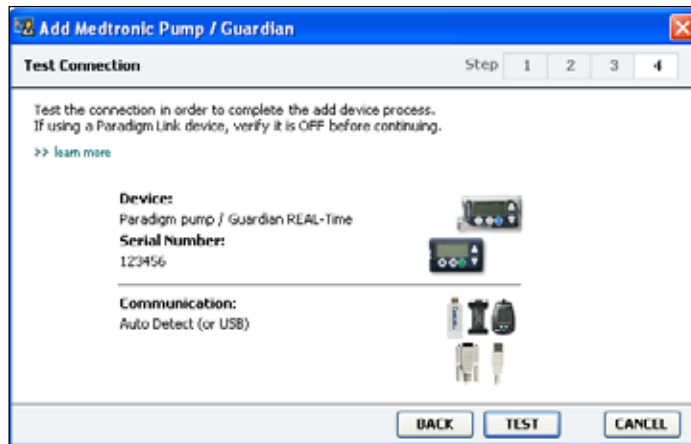 Add Medtronic Pump / Guardian
Test Connection Step 1 2 3 4
Test the connection in order to complete the add device process.
If using a Paradigm Link device, verify it is OFF before continuing.
>> learn more
Device:
Paradigm pump / Guardian REAL-Time
Serial Number:
123456
Communication:
Auto Detect (or USB)
BACK TEST CANCEL